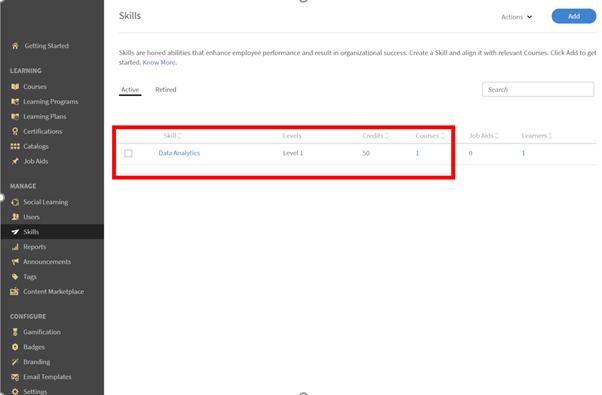 Skills
Actions
Add
Getting Started
Skills are honed abilities that enhance employee performance and result in organizational success. Create a Skill and align it with relevant Courses. Click Add to get
started. Know More.
LEARNING
Courses
Learning Programs
Learning Plans
Certifications
Catalogs
Job Aids
Active Retired
Search
Skill Levels Credits Courses Job Aids Learners
Data Analytics Level 1 50 1 0 1
MANAGE
Social Learning
Users
Skills
Reports
Announcements
Tags
Content Marketplace
CONFIGURE
Gamification
Badges
Branding
Email Templates
Settings